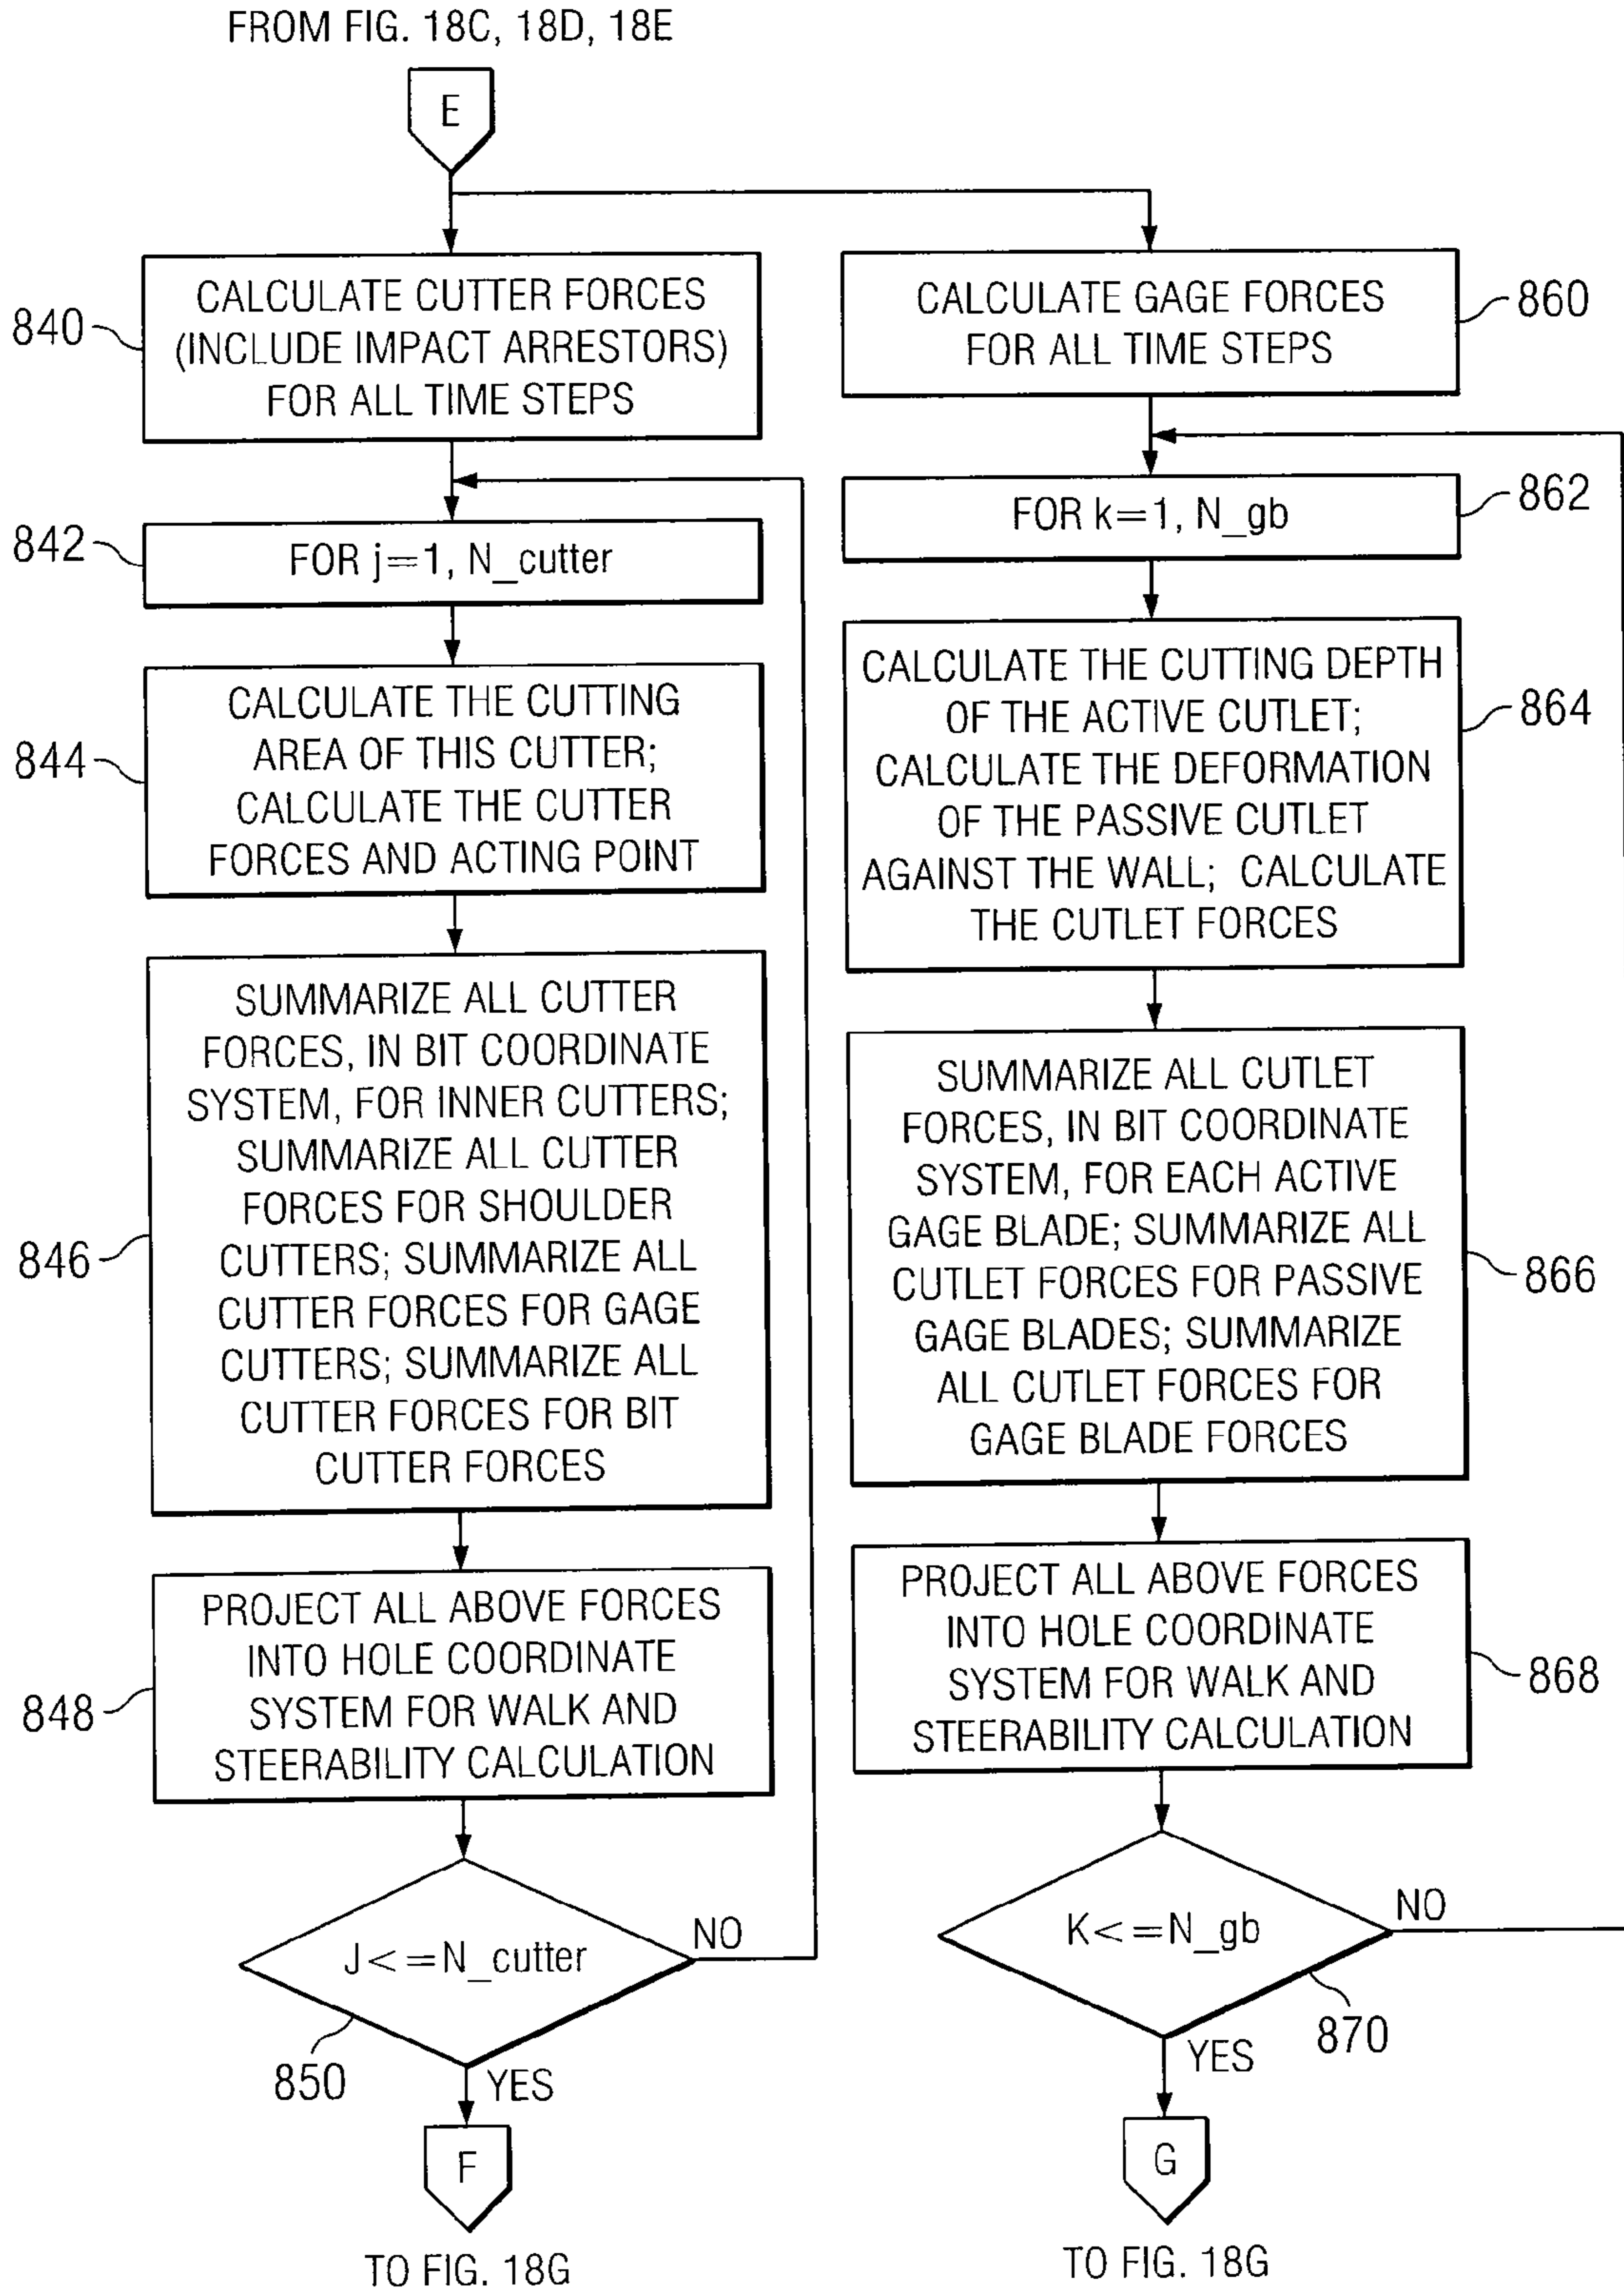 FROM FIG. 18C, 18D, 18E
E
840
CALCULATE CUTTER FORCES
(INCLUDE IMPACT ARRESTORS)
FOR ALL TIME STEPS
842
FOR j=1, N_cutter
844
CALCULATE THE CUTTING
AREA OF THIS CUTTER;
CALCULATE THE CUTTER
FORCES AND ACTING POINT
846
SUMMARIZE ALL CUTTER
FORCES, IN BIT COORDINATE
SYSTEM, FOR INNER CUTTERS;
SUMMARIZE ALL CUTTER
FORCES FOR SHOULDER
CUTTERS; SUMMARIZE ALL
CUTTER FORCES FOR GAGE
CUTTERS; SUMMARIZE ALL
CUTTER FORCES FOR BIT
CUTTER FORCES
848
PROJECT ALL ABOVE FORCES
INTO HOLE COORDINATE
SYSTEM FOR WALK AND
STEERABILITY CALCULATION
J<=N_cutter
NO
850
YES
F
TO FIG. 18G
CALCULATE GAGE FORCES
FOR ALL TIME STEPS
860
FOR k=1, N_gb
862
CALCULATE THE CUTTING DEPTH
OF THE ACTIVE CUTLET;
CALCULATE THE DEFORMATION
OF THE PASSIVE CUTLET
AGAINST THE WALL; CALCULATE
THE CUTLET FORCES
864
SUMMARIZE ALL CUTLET
FORCES, IN BIT COORDINATE
SYSTEM, FOR EACH ACTIVE
GAGE BLADE; SUMMARIZE ALL
CUTLET FORCES FOR PASSIVE
GAGE BLADES; SUMMARIZE
ALL CUTLET FORCES FOR
GAGE BLADE FORCES
866
PROJECT ALL ABOVE FORCES
INTO HOLE COORDINATE
SYSTEM FOR WALK AND
STEERABILITY CALCULATION
868
K<=N_gb
NO
870
YES
G
TO FIG. 18G